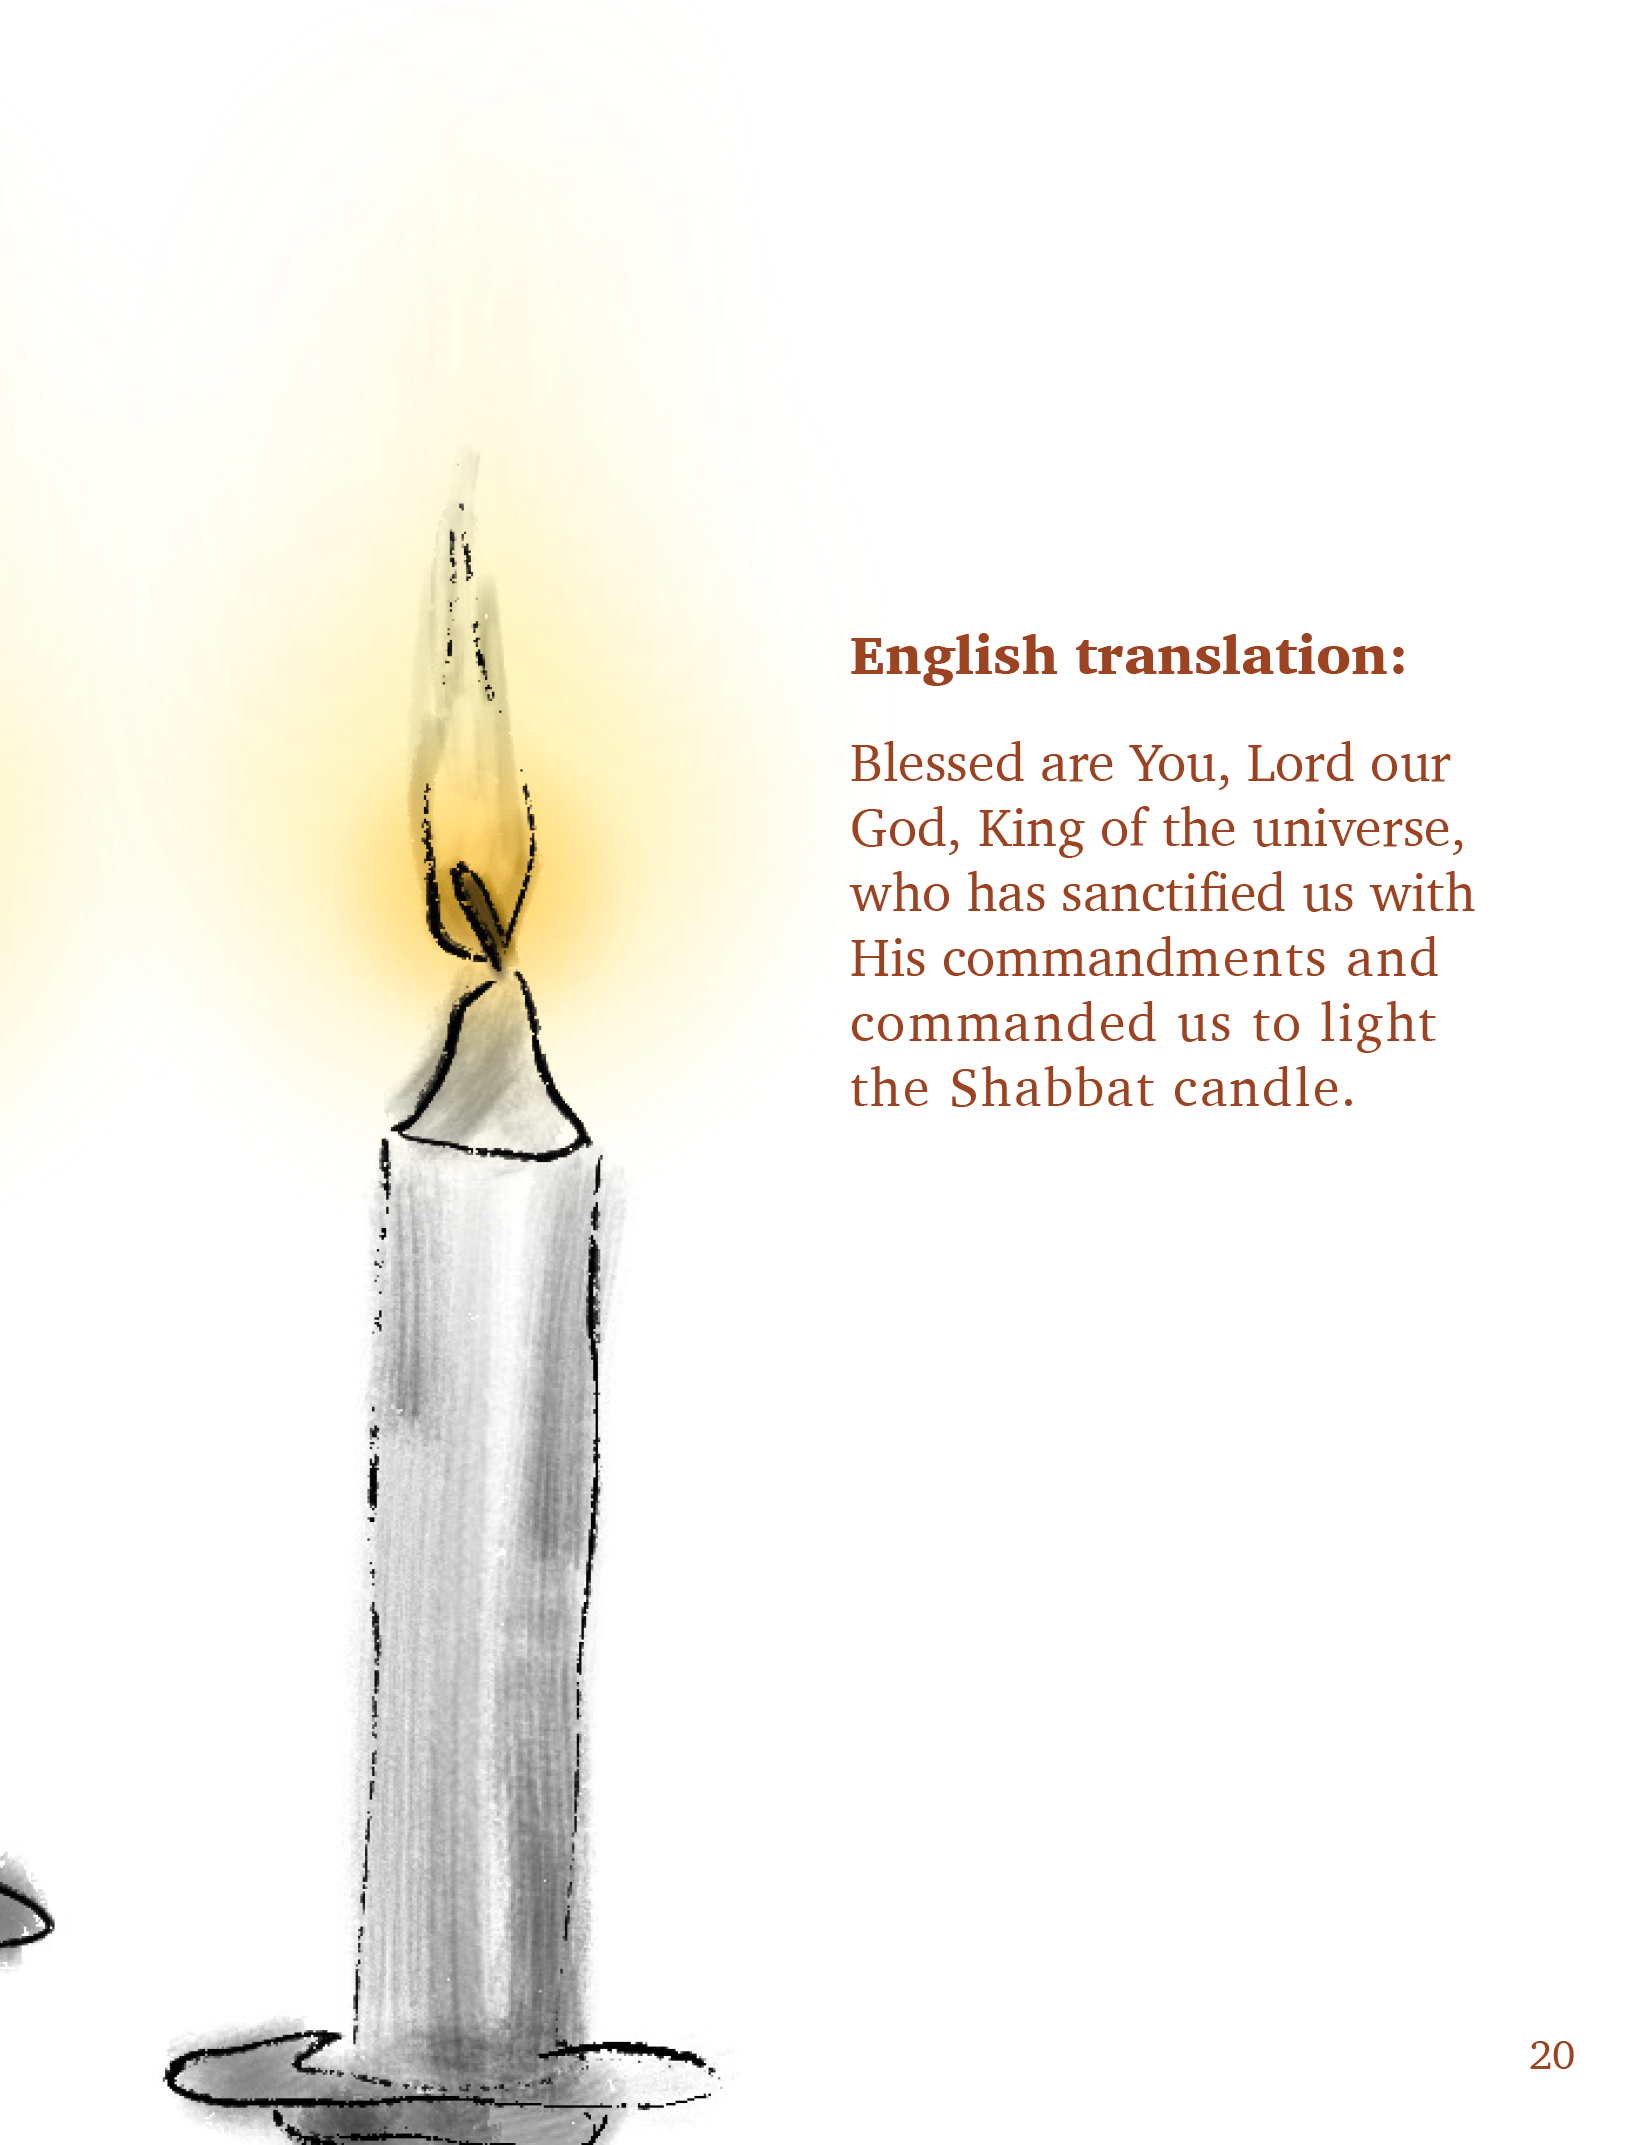 English translation:
Blessed are You, Lord our
God, King of the universe,
who has sanctified us with
His commandments and
commanded us to light
the Shabbat candle.
20